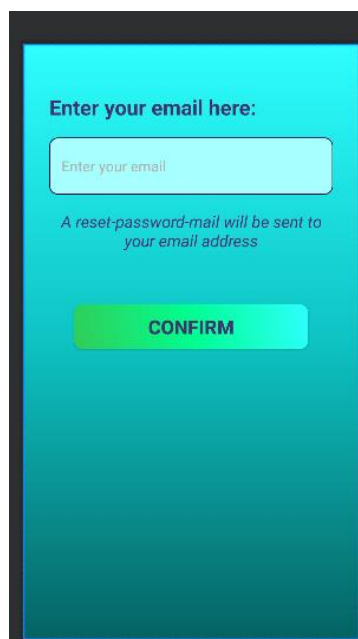 Enter your email here:
Enter your email
A reset-password-mail will be sent to
your email address
CONFIRM